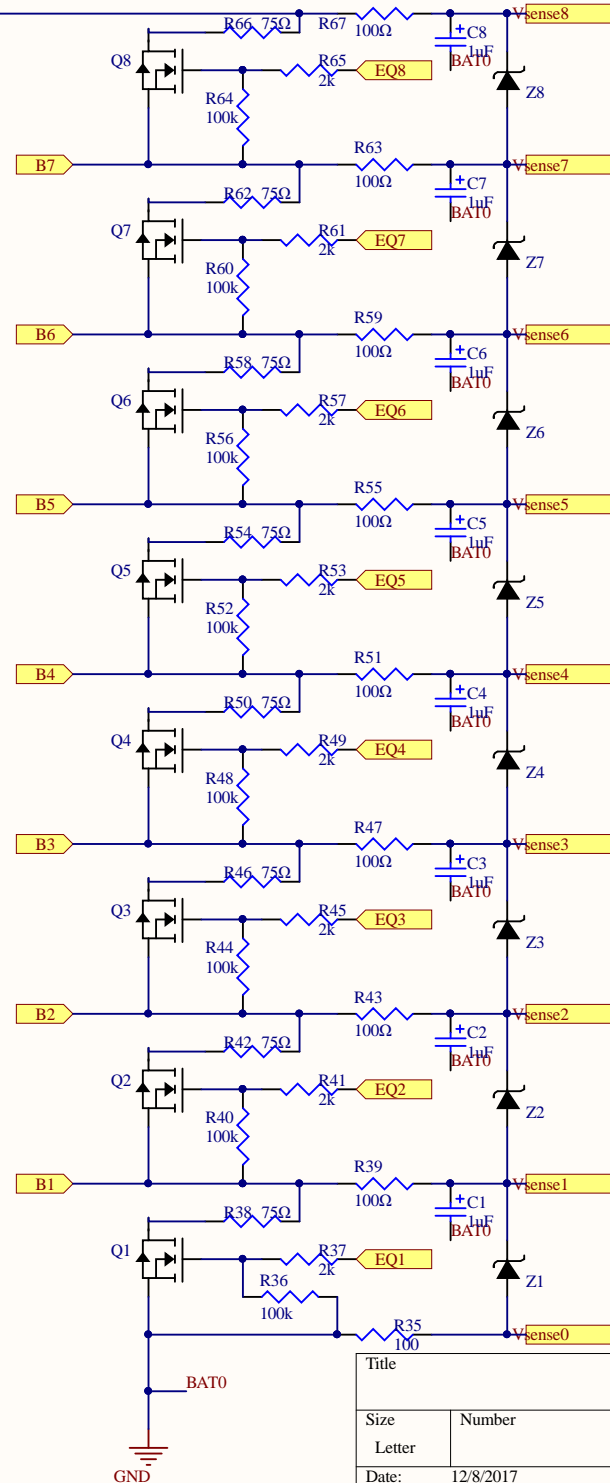 R66 75Ω R67 100Ω C8 1uF BAT0 Vsense8
Q8 R65 2k EQ8 Z8
R64 100k
B7 R63 100Ω Vsense7
R62 75Ω C7 1uF BAT0
Q7 R61 2k EQ7 Z7
R60 100k
B6 R59 100Ω Vsense6
R58 75Ω C6 1uF BAT0
Q6 R57 2k EQ6 Z6
R56 100k
B5 R55 100Ω Vsense5
R54 75Ω C5 1uF BAT0
Q5 R53 2k EQ5 Z5
R52 100k
B4 R51 100Ω Vsense4
R50 75Ω C4 1uF BAT0
Q4 R49 2k EQ4 Z4
R48 100k
B3 R47 100Ω Vsense3
R46 75Ω C3 1uF BAT0
Q3 R45 2k EQ3 Z3
R44 100k
B2 R43 100Ω Vsense2
R42 75Ω C2 1uF BAT0
Q2 R41 2k EQ2 Z2
R40 100k
B1 R39 100Ω Vsense1
R38 75Ω C1 1uF BAT0
Q1 R37 2k EQ1 Z1
R36 100k
R35 100 Vsense0
BAT0
GND
Title
Size Number
Letter
Date: 12/8/2017